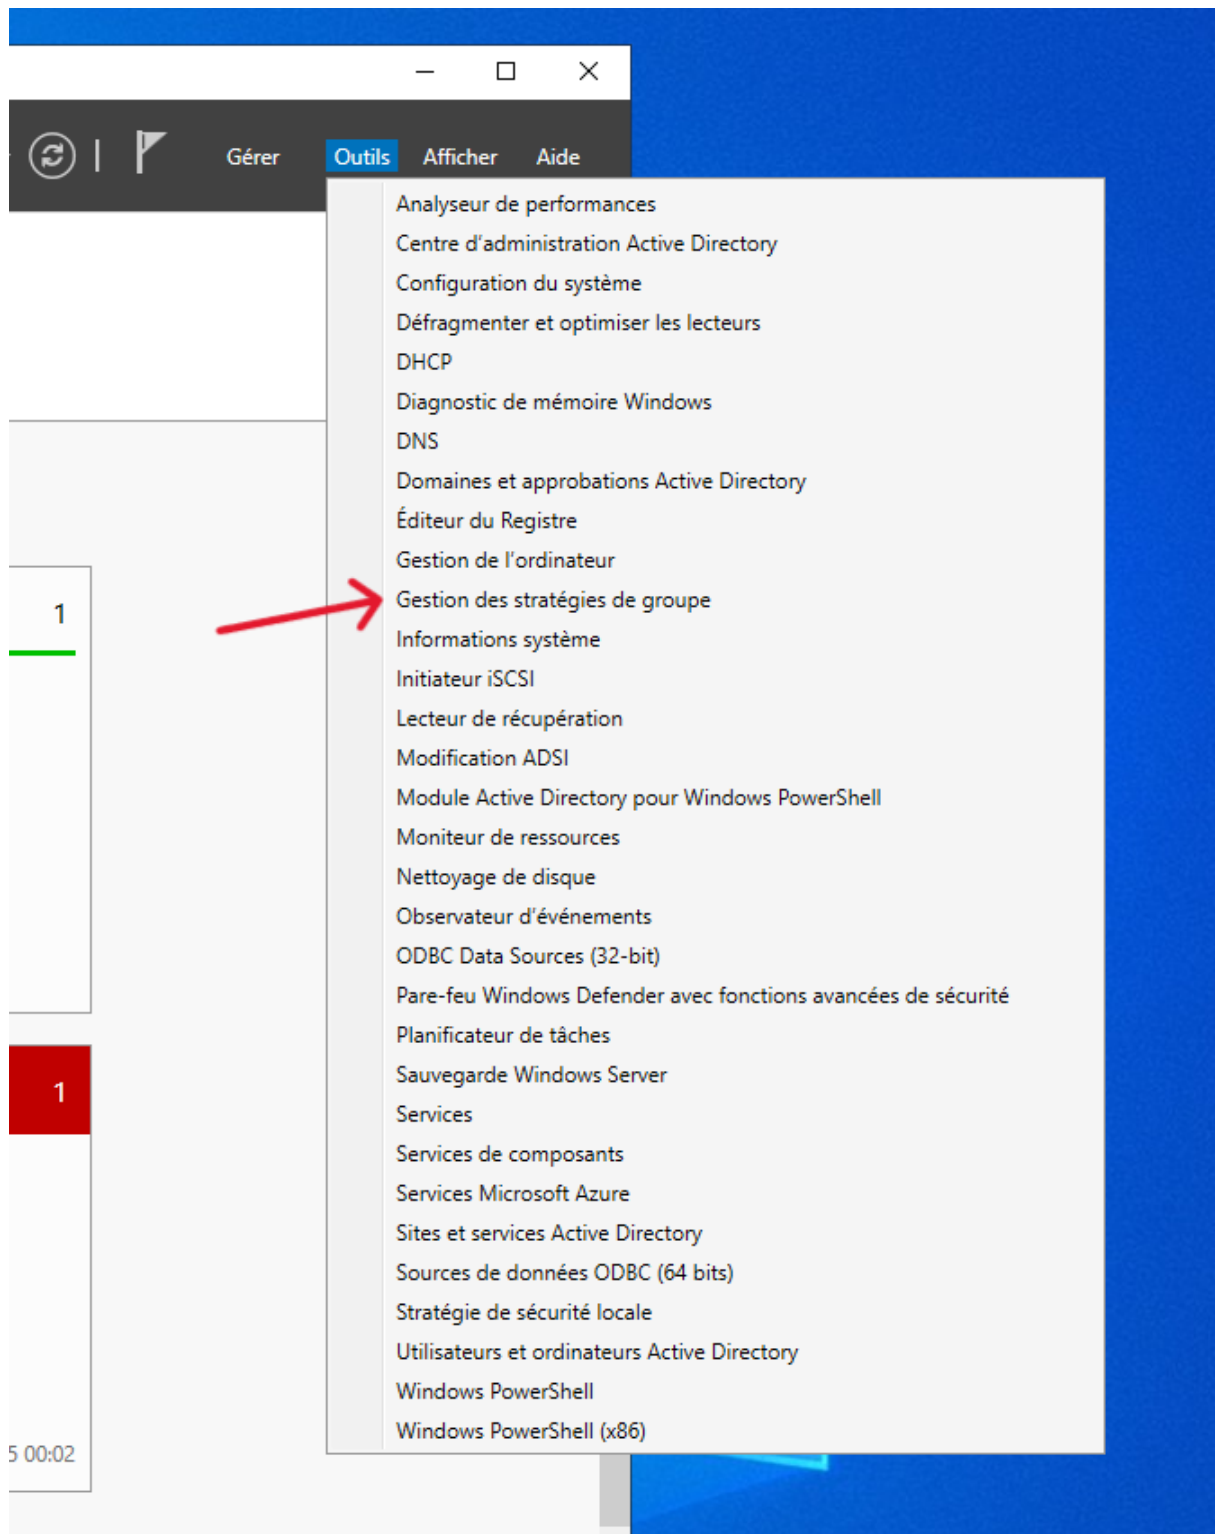 Gérer Outils Afficher Aide
Analyseur de performances
Centre d'administration Active Directory
Configuration du système
Défragmenter et optimiser les lecteurs
DHCP
Diagnostic de mémoire Windows
DNS
Domaines et approbations Active Directory
Éditeur du Registre
Gestion de l'ordinateur
Gestion des stratégies de groupe
1
Informations système
Initiateur iSCSI
Lecteur de récupération
Modification ADSI
Module Active Directory pour Windows PowerShell
Moniteur de ressources
Nettoyage de disque
Observateur d'événements
ODBC Data Sources (32-bit)
Pare-feu Windows Defender avec fonctions avancées de sécurité
Planificateur de tâches
Sauvegarde Windows Server
1
Services
Services de composants
Services Microsoft Azure
Sites et services Active Directory
Sources de données ODBC (64 bits)
Stratégie de sécurité locale
Utilisateurs et ordinateurs Active Directory
Windows PowerShell
Windows PowerShell (x86)
5 00:02